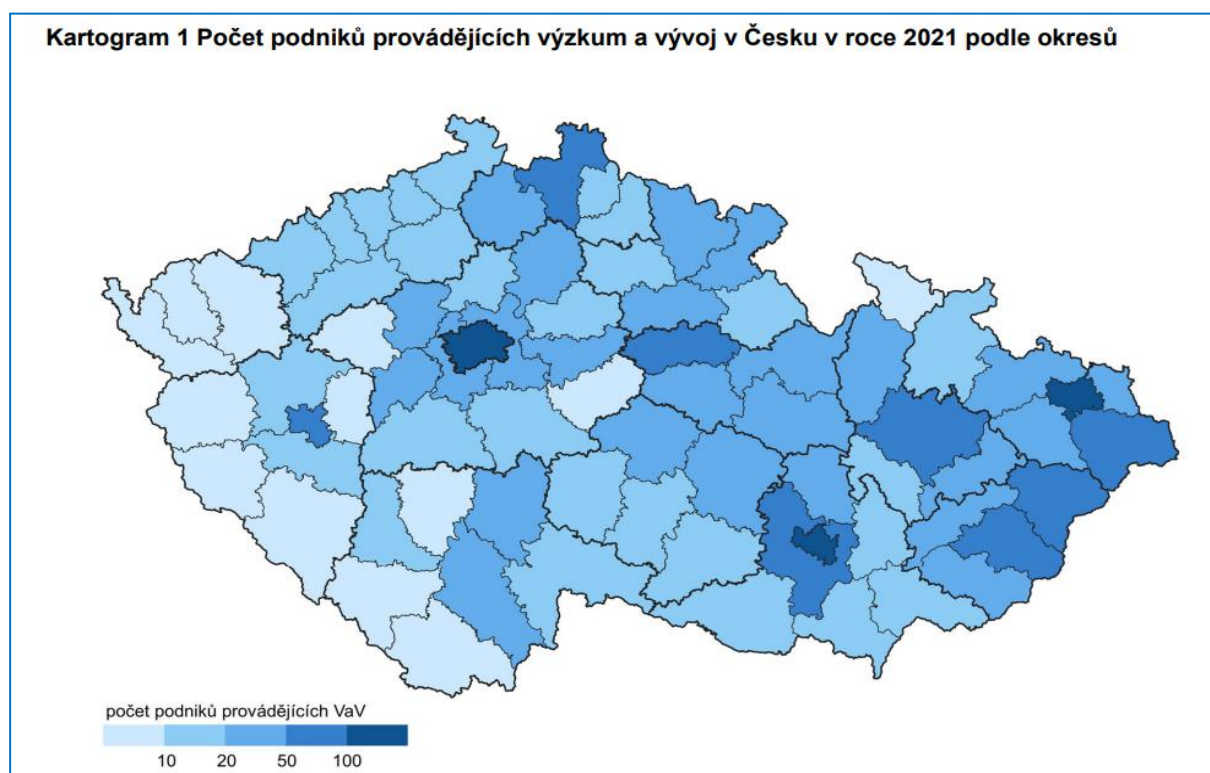 Kartogram 1 Počet podniků provádějících výzkum a vývoj v Česku v roce 2021 podle okresů
počet podniků provádějících VaV
10 20 50 100